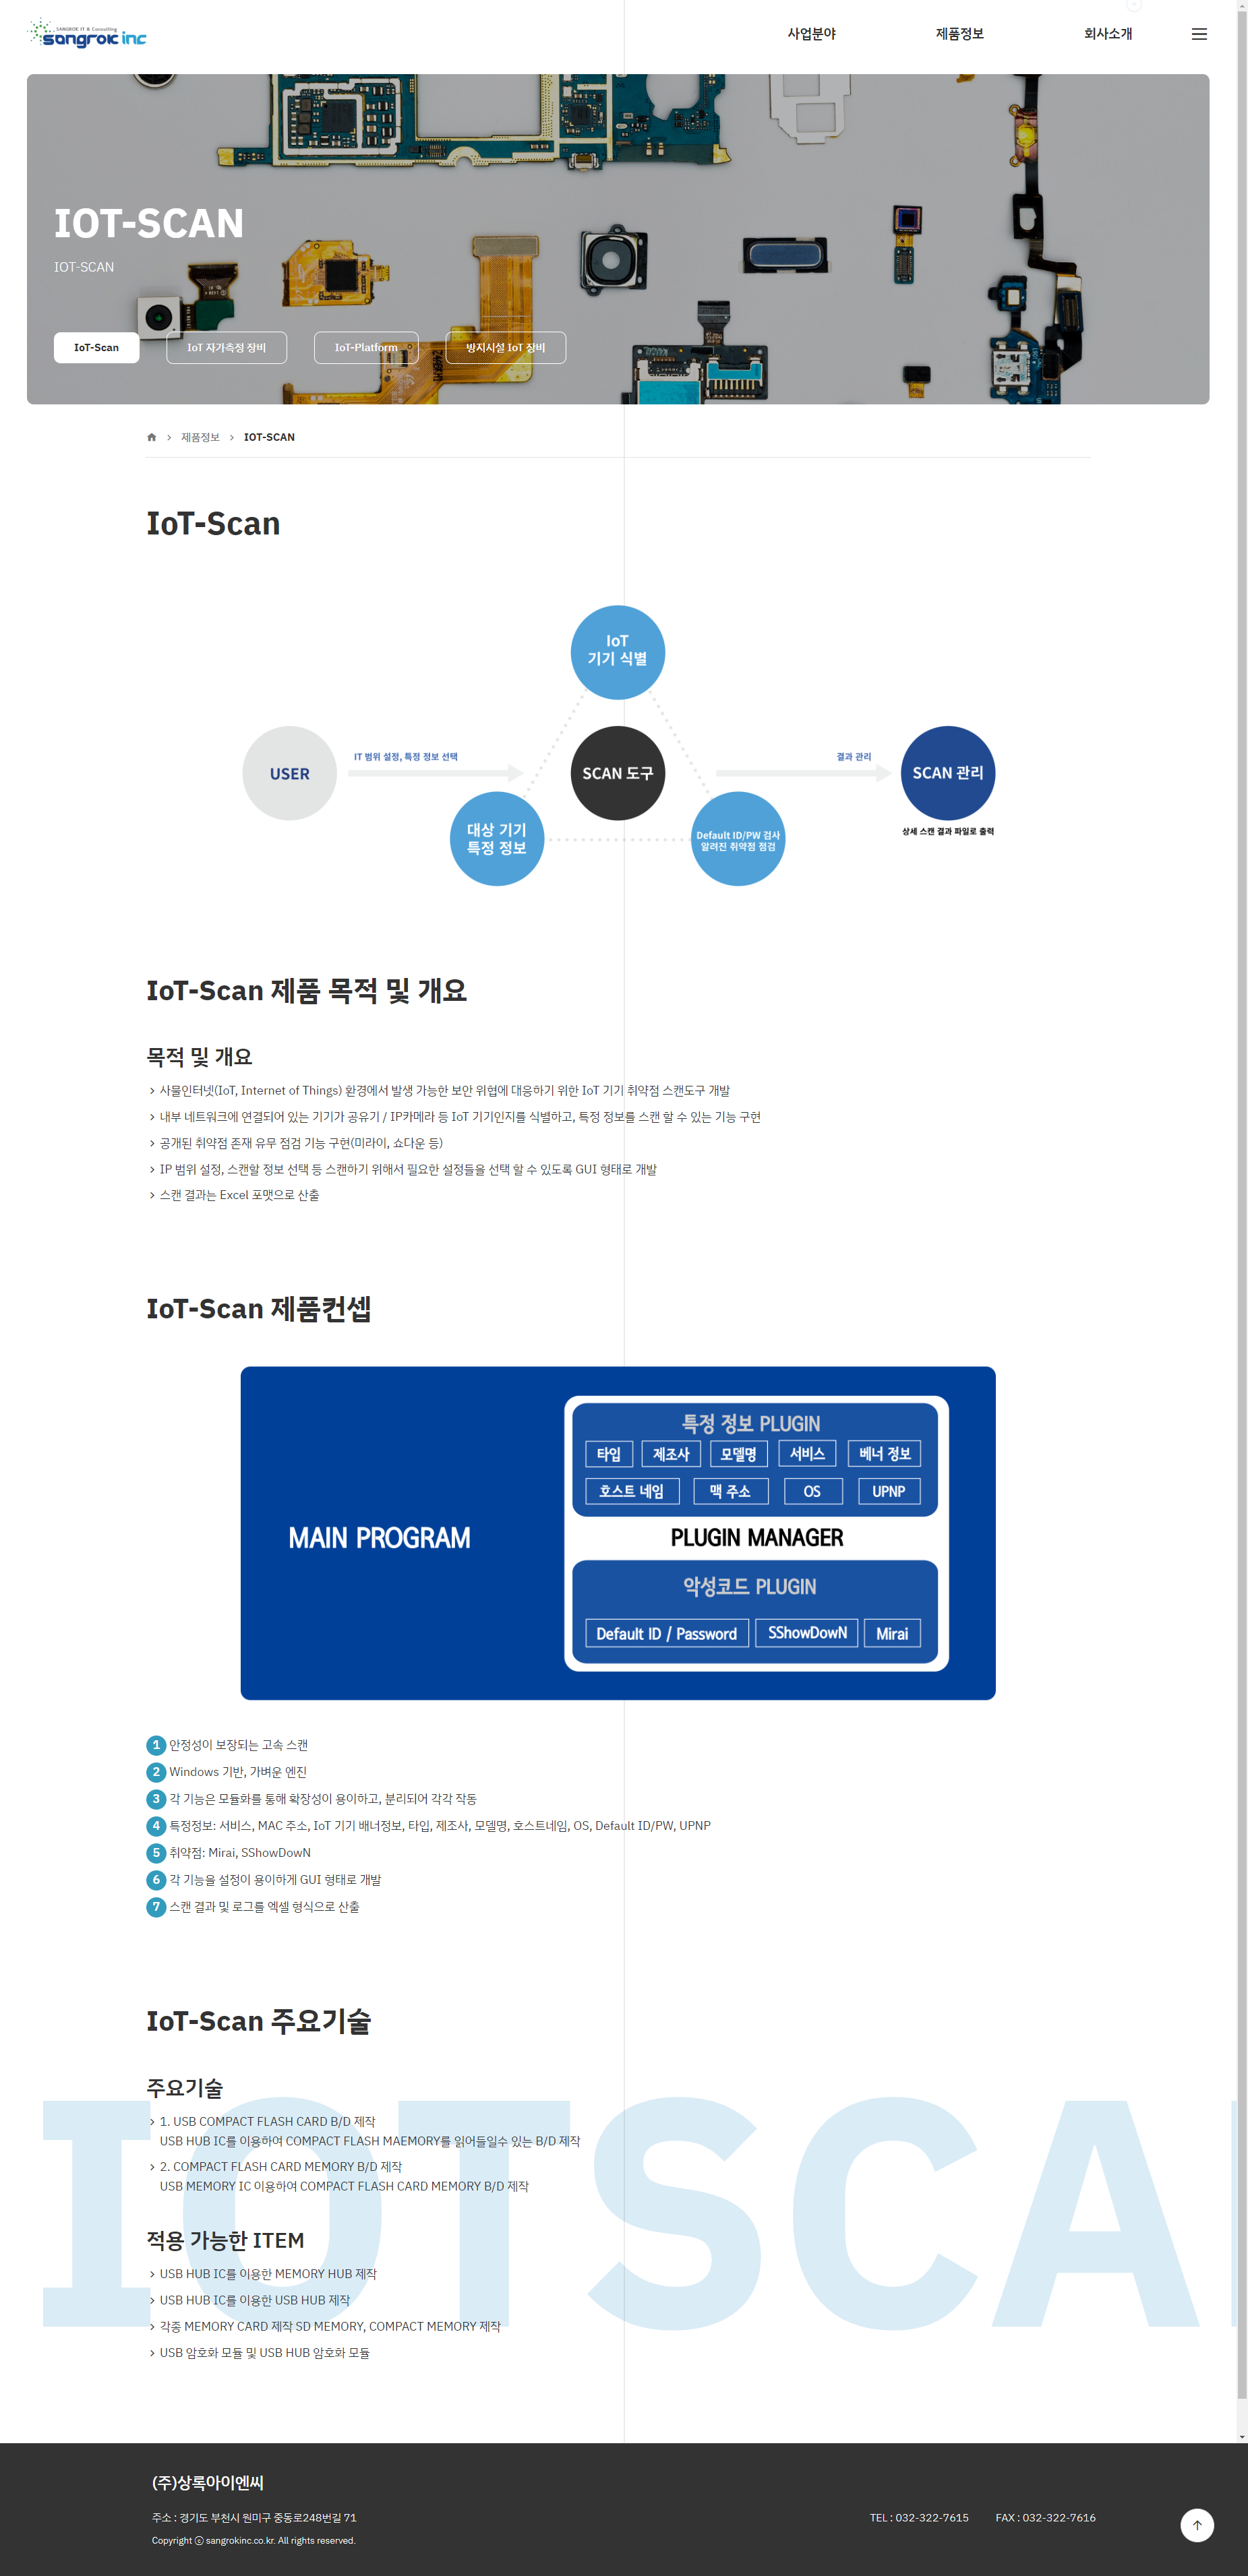 SANGROK IT & Consulting
sangrok inc
사업분야
제품정보
회사소개
IOT-SCAN
IOT-SCAN
IoT-Scan
IoT 자가측정 장비
IoT-Platform
방지시설 IoT 장비
제품정보
IOT-SCAN
IoT-Scan
IoT
기기 식별
USER
IT 범위 설정, 특정 정보 선택
SCAN 도구
결과 관리
SCAN 관리
상세 스캔 결과 파일로 출력
대상 기기
특정 정보
Default ID/PW 검사
알려진 취약점 점검
IoT-Scan 제품 목적 및 개요
목적 및 개요
사물인터넷(IoT, Internet of Things) 환경에서 발생 가능한 보안 위협에 대응하기 위한 IoT 기기 취약점 스캔도구 개발
내부 네트워크에 연결되어 있는 기기가 공유기 / IP카메라 등 IoT 기기인지를 식별하고, 특정 정보를 스캔 할 수 있는 기능 구현
공개된 취약점 존재 유무 점검 기능 구현(미라이, 쇼다운 등)
IP 범위 설정, 스캔할 정보 선택 등 스캔하기 위해서 필요한 설정들을 선택 할 수 있도록 GUI 형태로 개발
스캔 결과는 Excel 포맷으로 산출
IoT-Scan 제품컨셉
MAIN PROGRAM
특정 정보 PLUGIN
타입 제조사 모델명 서비스 베너 정보
호스트 네임 맥 주소 OS UPNP
PLUGIN MANAGER
악성코드 PLUGIN
Default ID / Password SShowDowN Mirai
1 안정성이 보장되는 고속 스캔
2 Windows 기반, 가벼운 엔진
3 각 기능은 모듈화를 통해 확장성이 용이하고, 분리되어 각각 작동
4 특정정보: 서비스, MAC 주소, IoT 기기 배너정보, 타입, 제조사, 모델명, 호스트네임, OS, Default ID/PW, UPNP
5 취약점: Mirai, SShowDowN
6 각 기능을 설정이 용이하게 GUI 형태로 개발
7 스캔 결과 및 로그를 엑셀 형식으로 산출
IoT-Scan 주요기술
주요기술
1. USB COMPACT FLASH CARD B/D 제작
USB HUB IC를 이용하여 COMPACT FLASH MAEMORY를 읽어들일수 있는 B/D 제작
2. COMPACT FLASH CARD MEMORY B/D 제작
USB MEMORY IC 이용하여 COMPACT FLASH CARD MEMORY B/D 제작
IOTSCA
적용 가능한 ITEM
USB HUB IC를 이용한 MEMORY HUB 제작
USB HUB IC를 이용한 USB HUB 제작
각종 MEMORY CARD 제작 SD MEMORY, COMPACT MEMORY 제작
USB 암호화 모듈 및 USB HUB 암호화 모듈
(주)상록아이엔씨
주소 : 경기도 부천시 원미구 중동로248번길 71
TEL : 032-322-7615
FAX : 032-322-7616
Copyright ⓒ sangrokinc.co.kr. All rights reserved.